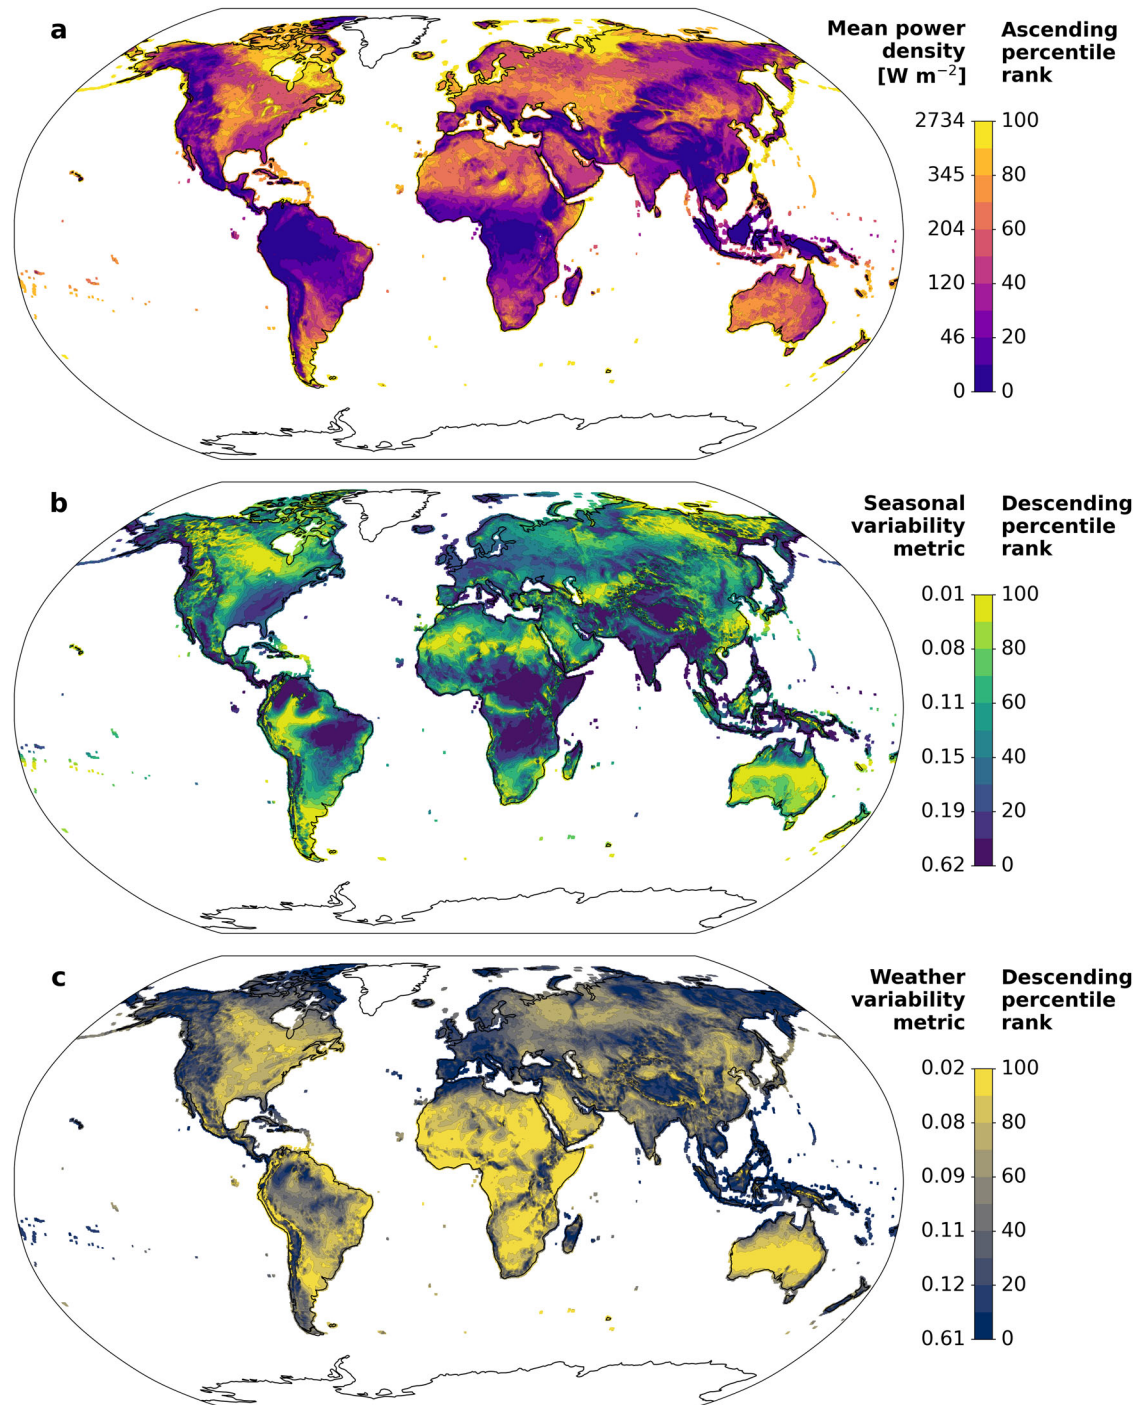 a
Mean power density [W m⁻²]
Ascending percentile rank
2734 100
345 80
204 60
120 40
46 20
0 0
b
Seasonal variability metric
Descending percentile rank
0.01 100
0.08 80
0.11 60
0.15 40
0.19 20
0.62 0
c
Weather variability metric
Descending percentile rank
0.02 100
0.08 80
0.09 60
0.11 40
0.12 20
0.61 0